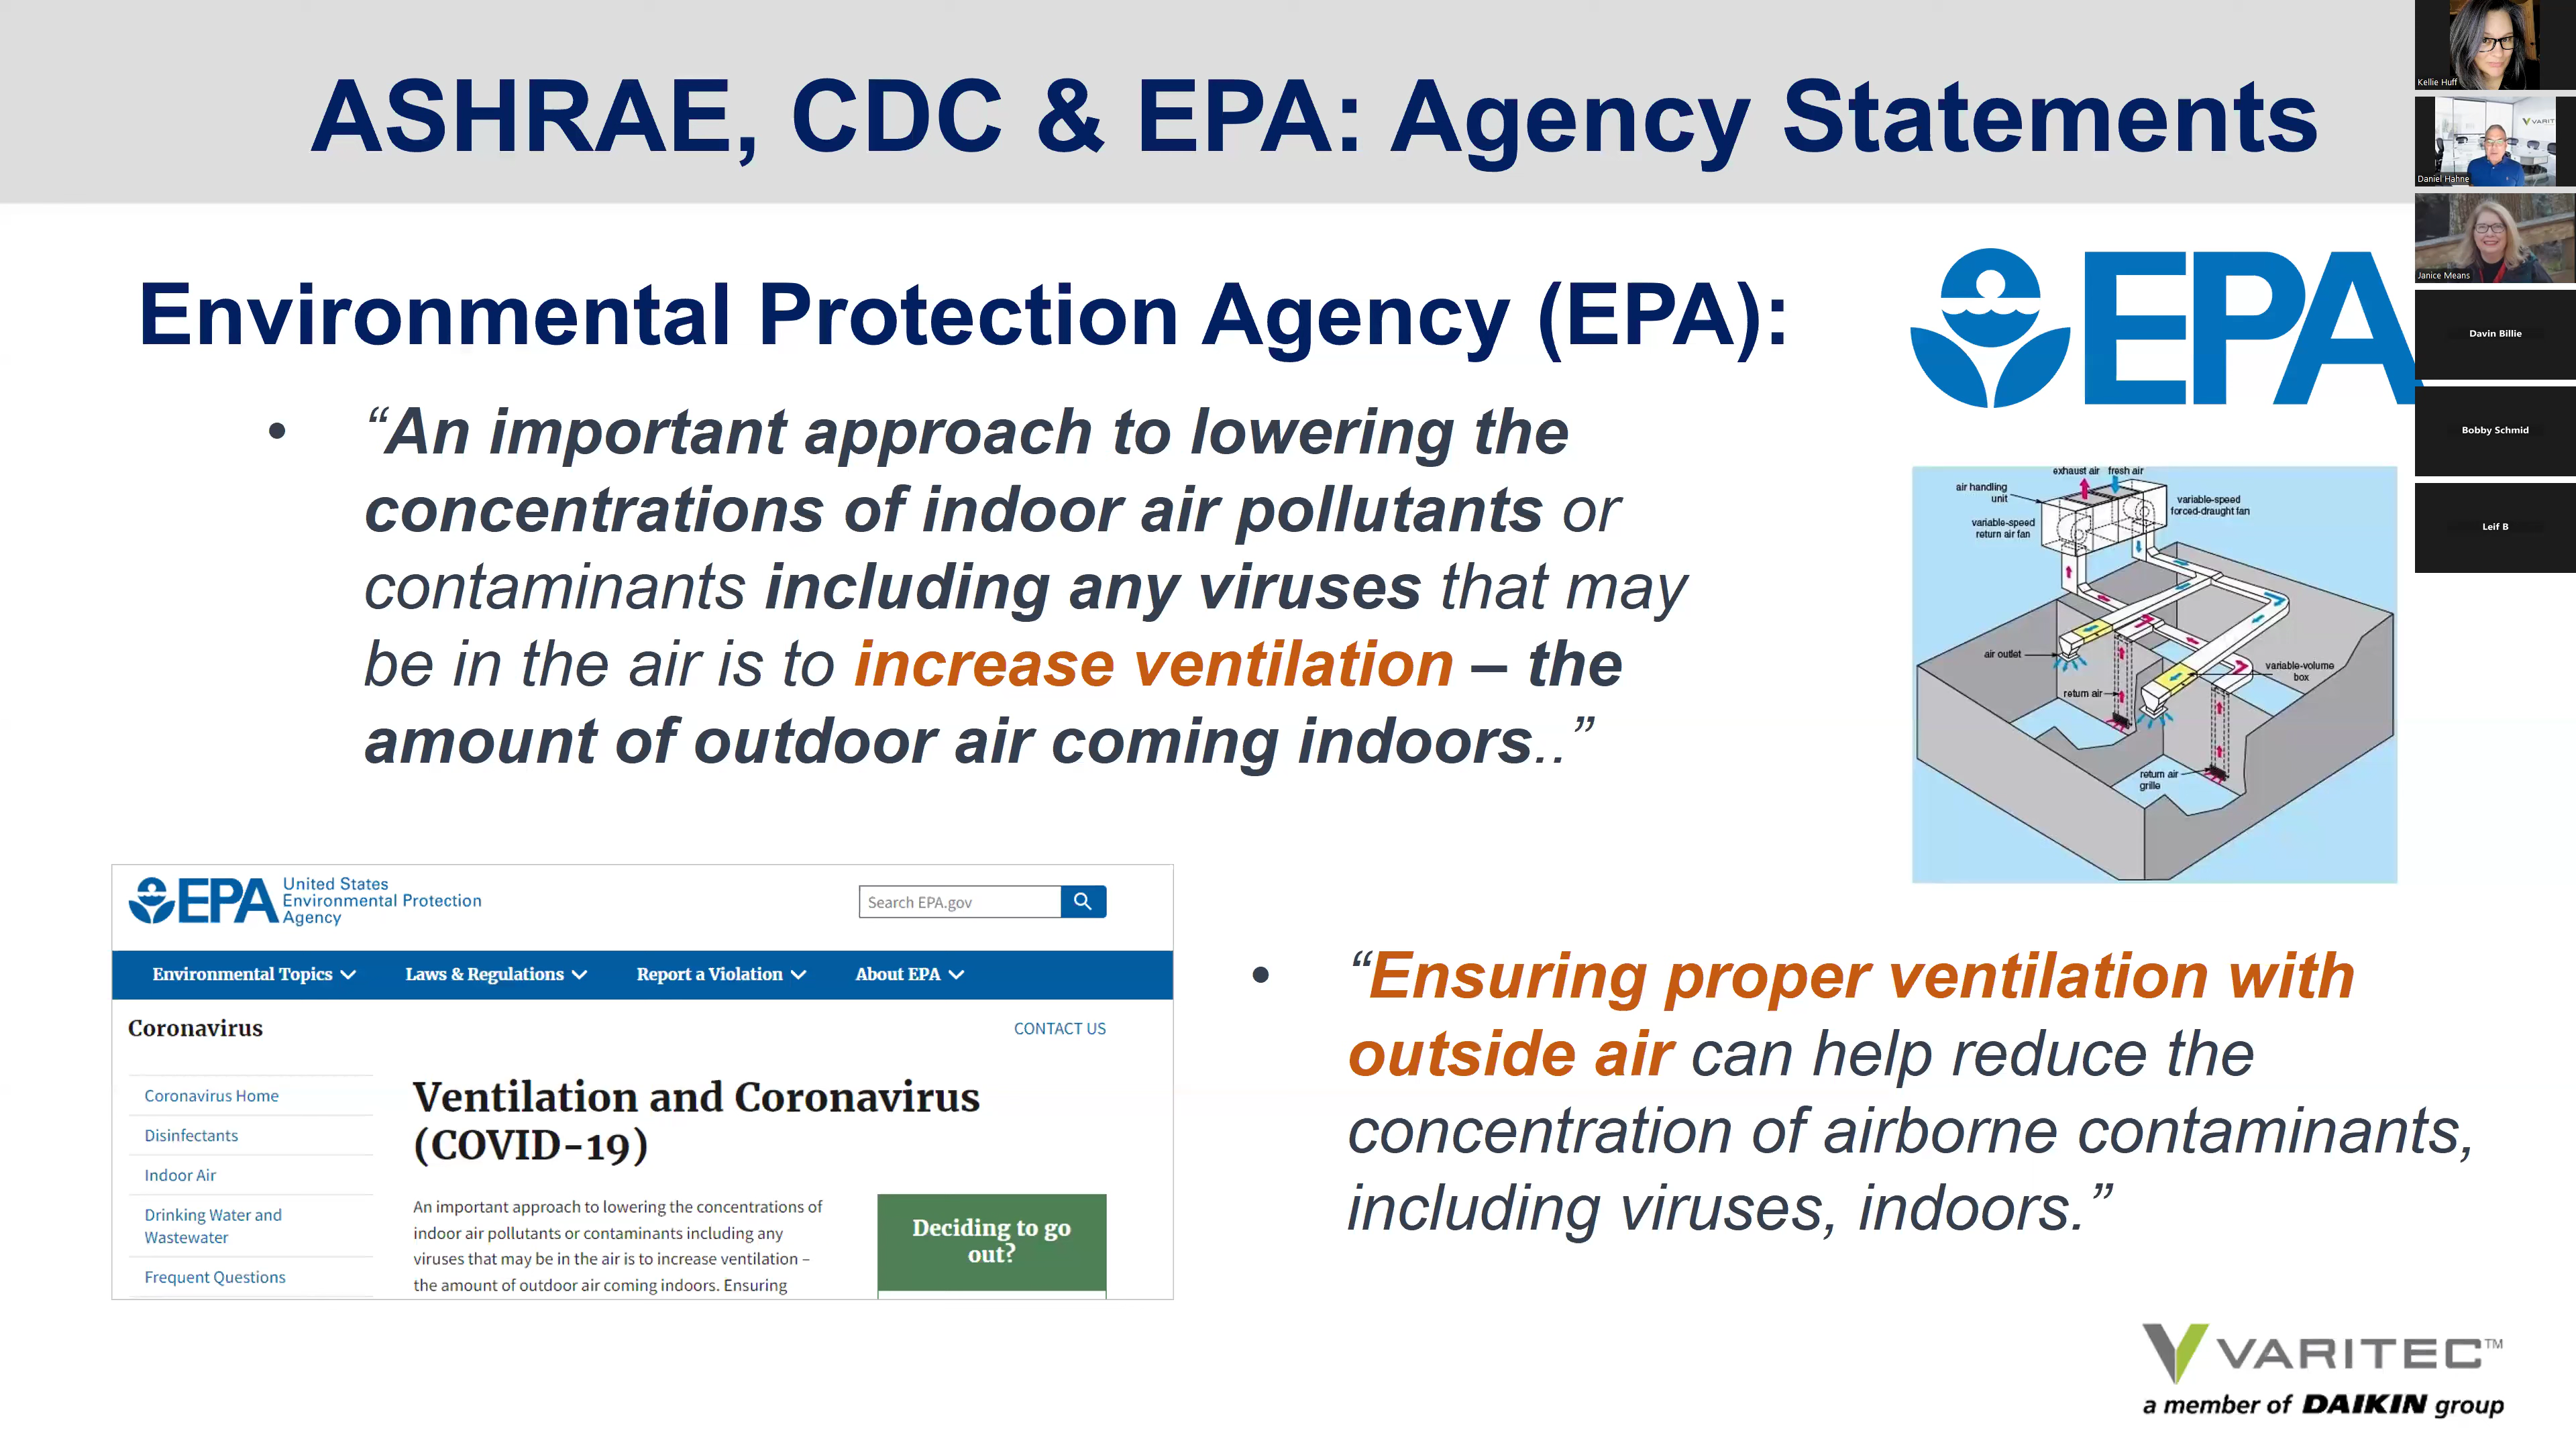 ASHRAE, CDC & EPA: Agency Statements
Environmental Protection Agency (EPA):
• “An important approach to lowering the
concentrations of indoor air pollutants or
contaminants including any viruses that may
be in the air is to increase ventilation – the
amount of outdoor air coming indoors..”
EPA
exhaust air fresh air
air handling
unit
variable-speed
return air fan
variable-speed
forced-draught fan
air outlet
return air
variable-volume
box
return air
grille
EPA
United States
Environmental Protection
Agency
Search EPA.gov
Environmental Topics
Laws & Regulations
Report a Violation
About EPA
Coronavirus
CONTACT US
Coronavirus Home
Disinfectants
Indoor Air
Drinking Water and
Wastewater
Frequent Questions
Ventilation and Coronavirus
(COVID-19)
An important approach to lowering the concentrations of
indoor air pollutants or contaminants including any
viruses that may be in the air is to increase ventilation –
the amount of outdoor air coming indoors. Ensuring
Deciding to go
out?
• “Ensuring proper ventilation with
outside air can help reduce the
concentration of airborne contaminants,
including viruses, indoors.”
VARITEC™
a member of DAIKIN group
Kellie Huff
VARITE
Daniel Hahne
Janice Means
Davin Billie
Bobby Schmid
Leif B